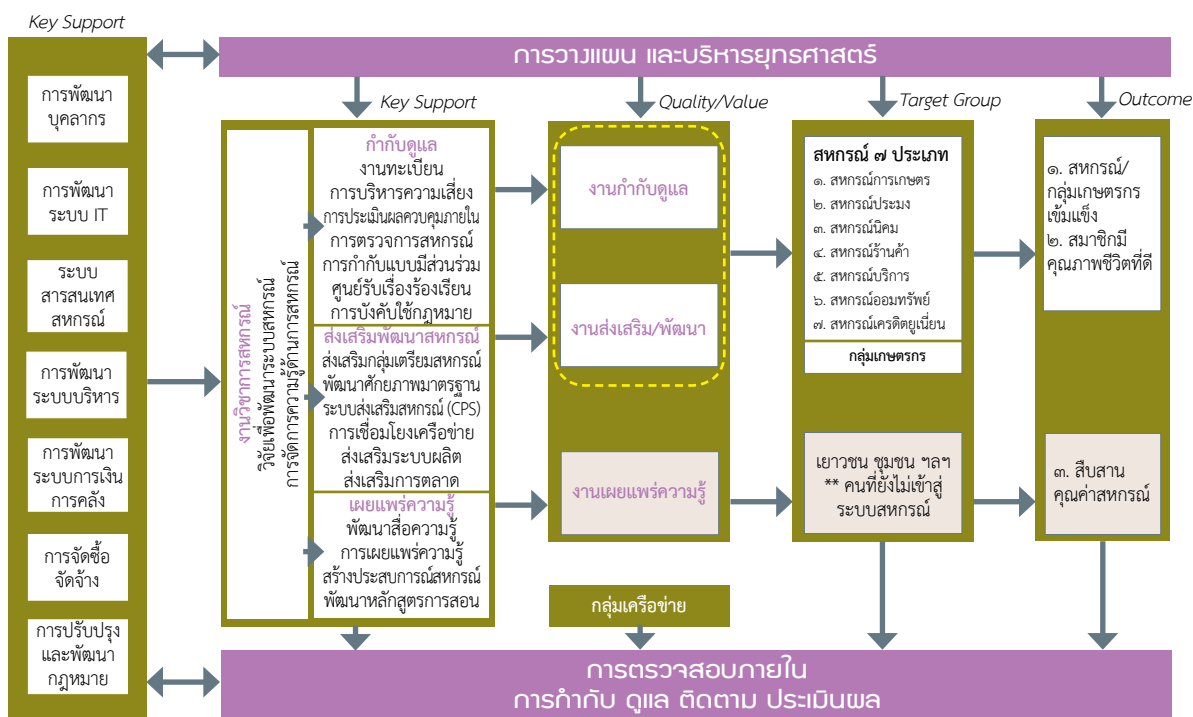 Key Support
การวางแผน และบริหารยุทธศาสตร์
การพัฒนา
บุคลากร
การพัฒนา
ระบบ IT
ระบบ
สารสนเทศ
สหกรณ์
การพัฒนา
ระบบบริหาร
การพัฒนา
ระบบการเงิน
การคลัง
การจัดซื้อ
จัดจ้าง
การปรับปรุง
และพัฒนา
กฎหมาย
Key Support
งานวิชาการสหกรณ์
วิจัยเพื่อพัฒนาระบบสหกรณ์
การจัดการความรู้ด้านการสหกรณ์
กำกับดูแล
งานทะเบียน
การบริหารความเสี่ยง
การประเมินผลควบคุมภายใน
การตรวจการสหกรณ์
การกำกับแบบมีส่วนร่วม
ศูนย์รับเรื่องร้องเรียน
การบังคับใช้กฎหมาย
ส่งเสริมพัฒนาสหกรณ์
ส่งเสริมกลุ่มเตรียมสหกรณ์
พัฒนาศักยภาพมาตรฐาน
ระบบส่งเสริมสหกรณ์ (CPS)
การเชื่อมโยงเครือข่าย
ส่งเสริมระบบผลิต
ส่งเสริมการตลาด
เผยแพร่ความรู้
พัฒนาสื่อความรู้
การเผยแพร่ความรู้
สร้างประสบการณ์สหกรณ์
พัฒนาหลักสูตรการสอน
Quality/Value
งานกำกับดูแล
งานส่งเสริม/พัฒนา
งานเผยแพร่ความรู้
กลุ่มเครือข่าย
Target Group
สหกรณ์ ๗ ประเภท
๑. สหกรณ์การเกษตร
๒. สหกรณ์ประมง
๓. สหกรณ์นิคม
๔. สหกรณ์ร้านค้า
๕. สหกรณ์บริการ
๖. สหกรณ์ออมทรัพย์
๗. สหกรณ์เครดิตยูเนี่ยน
กลุ่มเกษตรกร
เยาวชน ชุมชน ฯลฯ
** คนที่ยังไม่เข้าสู่
ระบบสหกรณ์
Outcome
๑. สหกรณ์/
กลุ่มเกษตรกร
เข้มแข็ง
๒. สมาชิกมี
คุณภาพชีวิตที่ดี
๓. สืบสาน
คุณค่าสหกรณ์
การตรวจสอบภายใน
การกำกับ ดูแล ติดตาม ประเมินผล